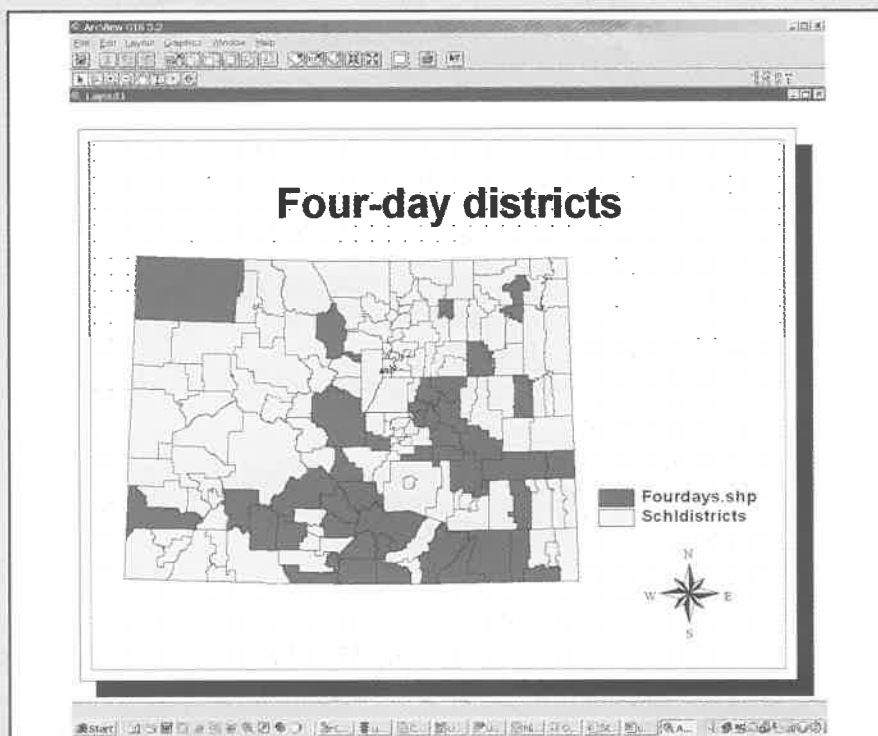 ArcView GIS 3.2
File Edit Layout Graphics Window Help
Layout1
Four-day districts
Fourdays.shp
Schldistricts
N
W E
S
Start